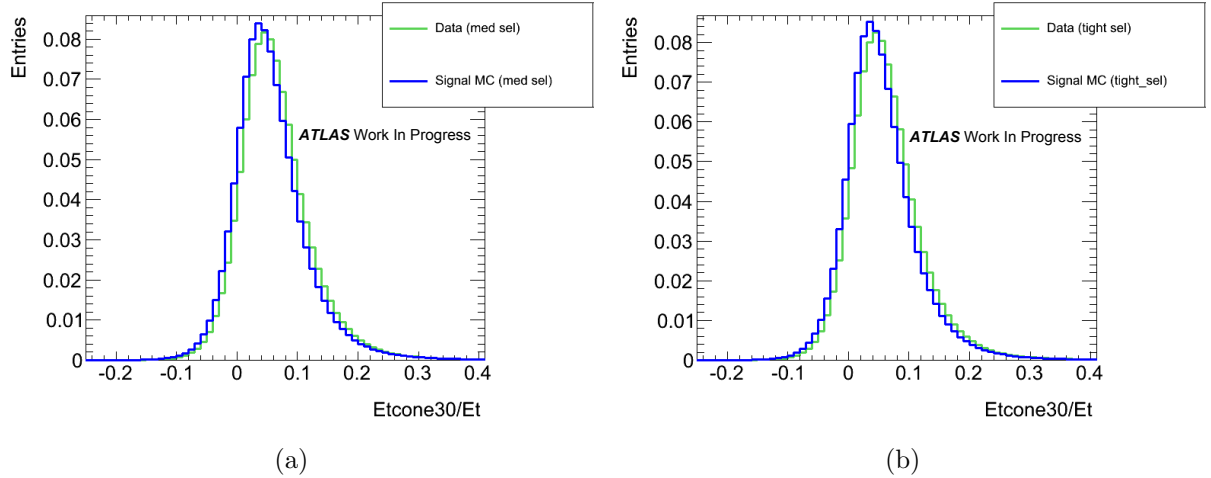 Entries
0.08
0.07
0.06
0.05
0.04
0.03
0.02
0.01
0
-0.2 -0.1 0 0.1 0.2 0.3 0.4
Etcone30/Et
Data (med sel)
Signal MC (med sel)
ATLAS Work In Progress
(a)
Entries
0.08
0.07
0.06
0.05
0.04
0.03
0.02
0.01
0
-0.2 -0.1 0 0.1 0.2 0.3 0.4
Etcone30/Et
Data (tight sel)
Signal MC (tight_sel)
ATLAS Work In Progress
(b)